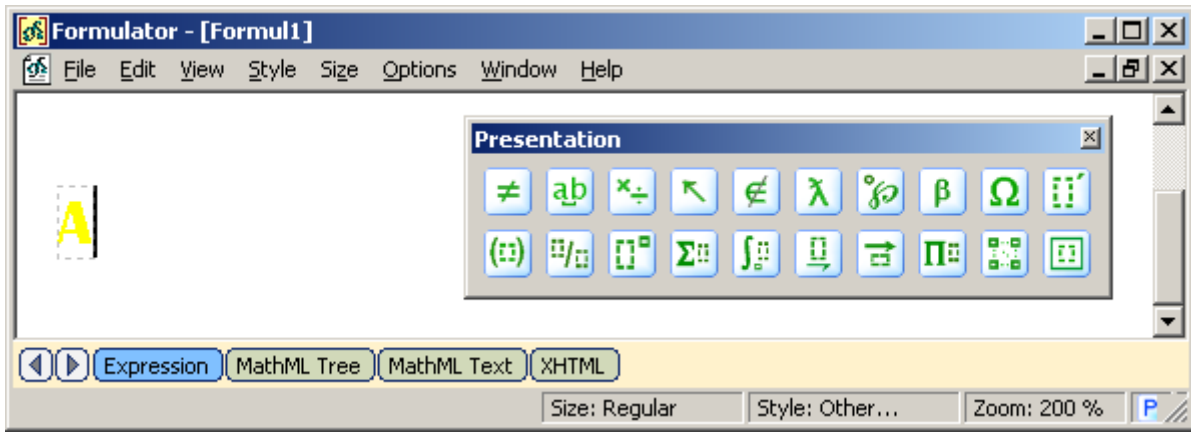 Formulator - [Formul1]
File Edit View Style Size Options Window Help
A
Presentation
≠ ab × ÷ ∉ λ ℘ β Ω
Σ ∫ Π
Expression MathML Tree MathML Text XHTML
Size: Regular Style: Other... Zoom: 200 % P